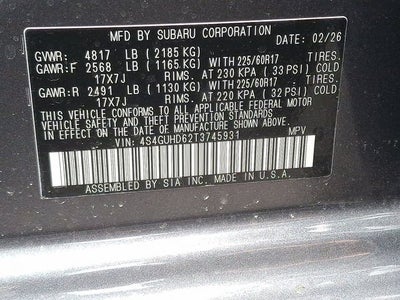 MFD BY SUBARU CORPORATION DATE: 02/26
GVWR: 4817 LB (2185 KG)
GAWR:F 2568 LB (1165 KG) WITH 225/60R17 TIRES.
17X7J RIMS. AT 230 KPA (33 PSI) COLD
GAWR:R 2491 LB (1130 KG) WITH 225/60R17 TIRES.
17X7J RIMS. AT 220 KPA (32 PSI) COLD
THIS VEHICLE CONFORMS TO ALL APPLICABLE FEDERAL MOTOR
VEHICLE SAFETY, BUMPER, AND THEFT PREVENTION STANDARDS
IN EFFECT ON THE DATE OF MANUFACTURE SHOWN ABOVE.
VIN: 4S4GUHD62T3745931 MPV
ASSEMBLED BY SIA INC. MADE IN U.S.A.